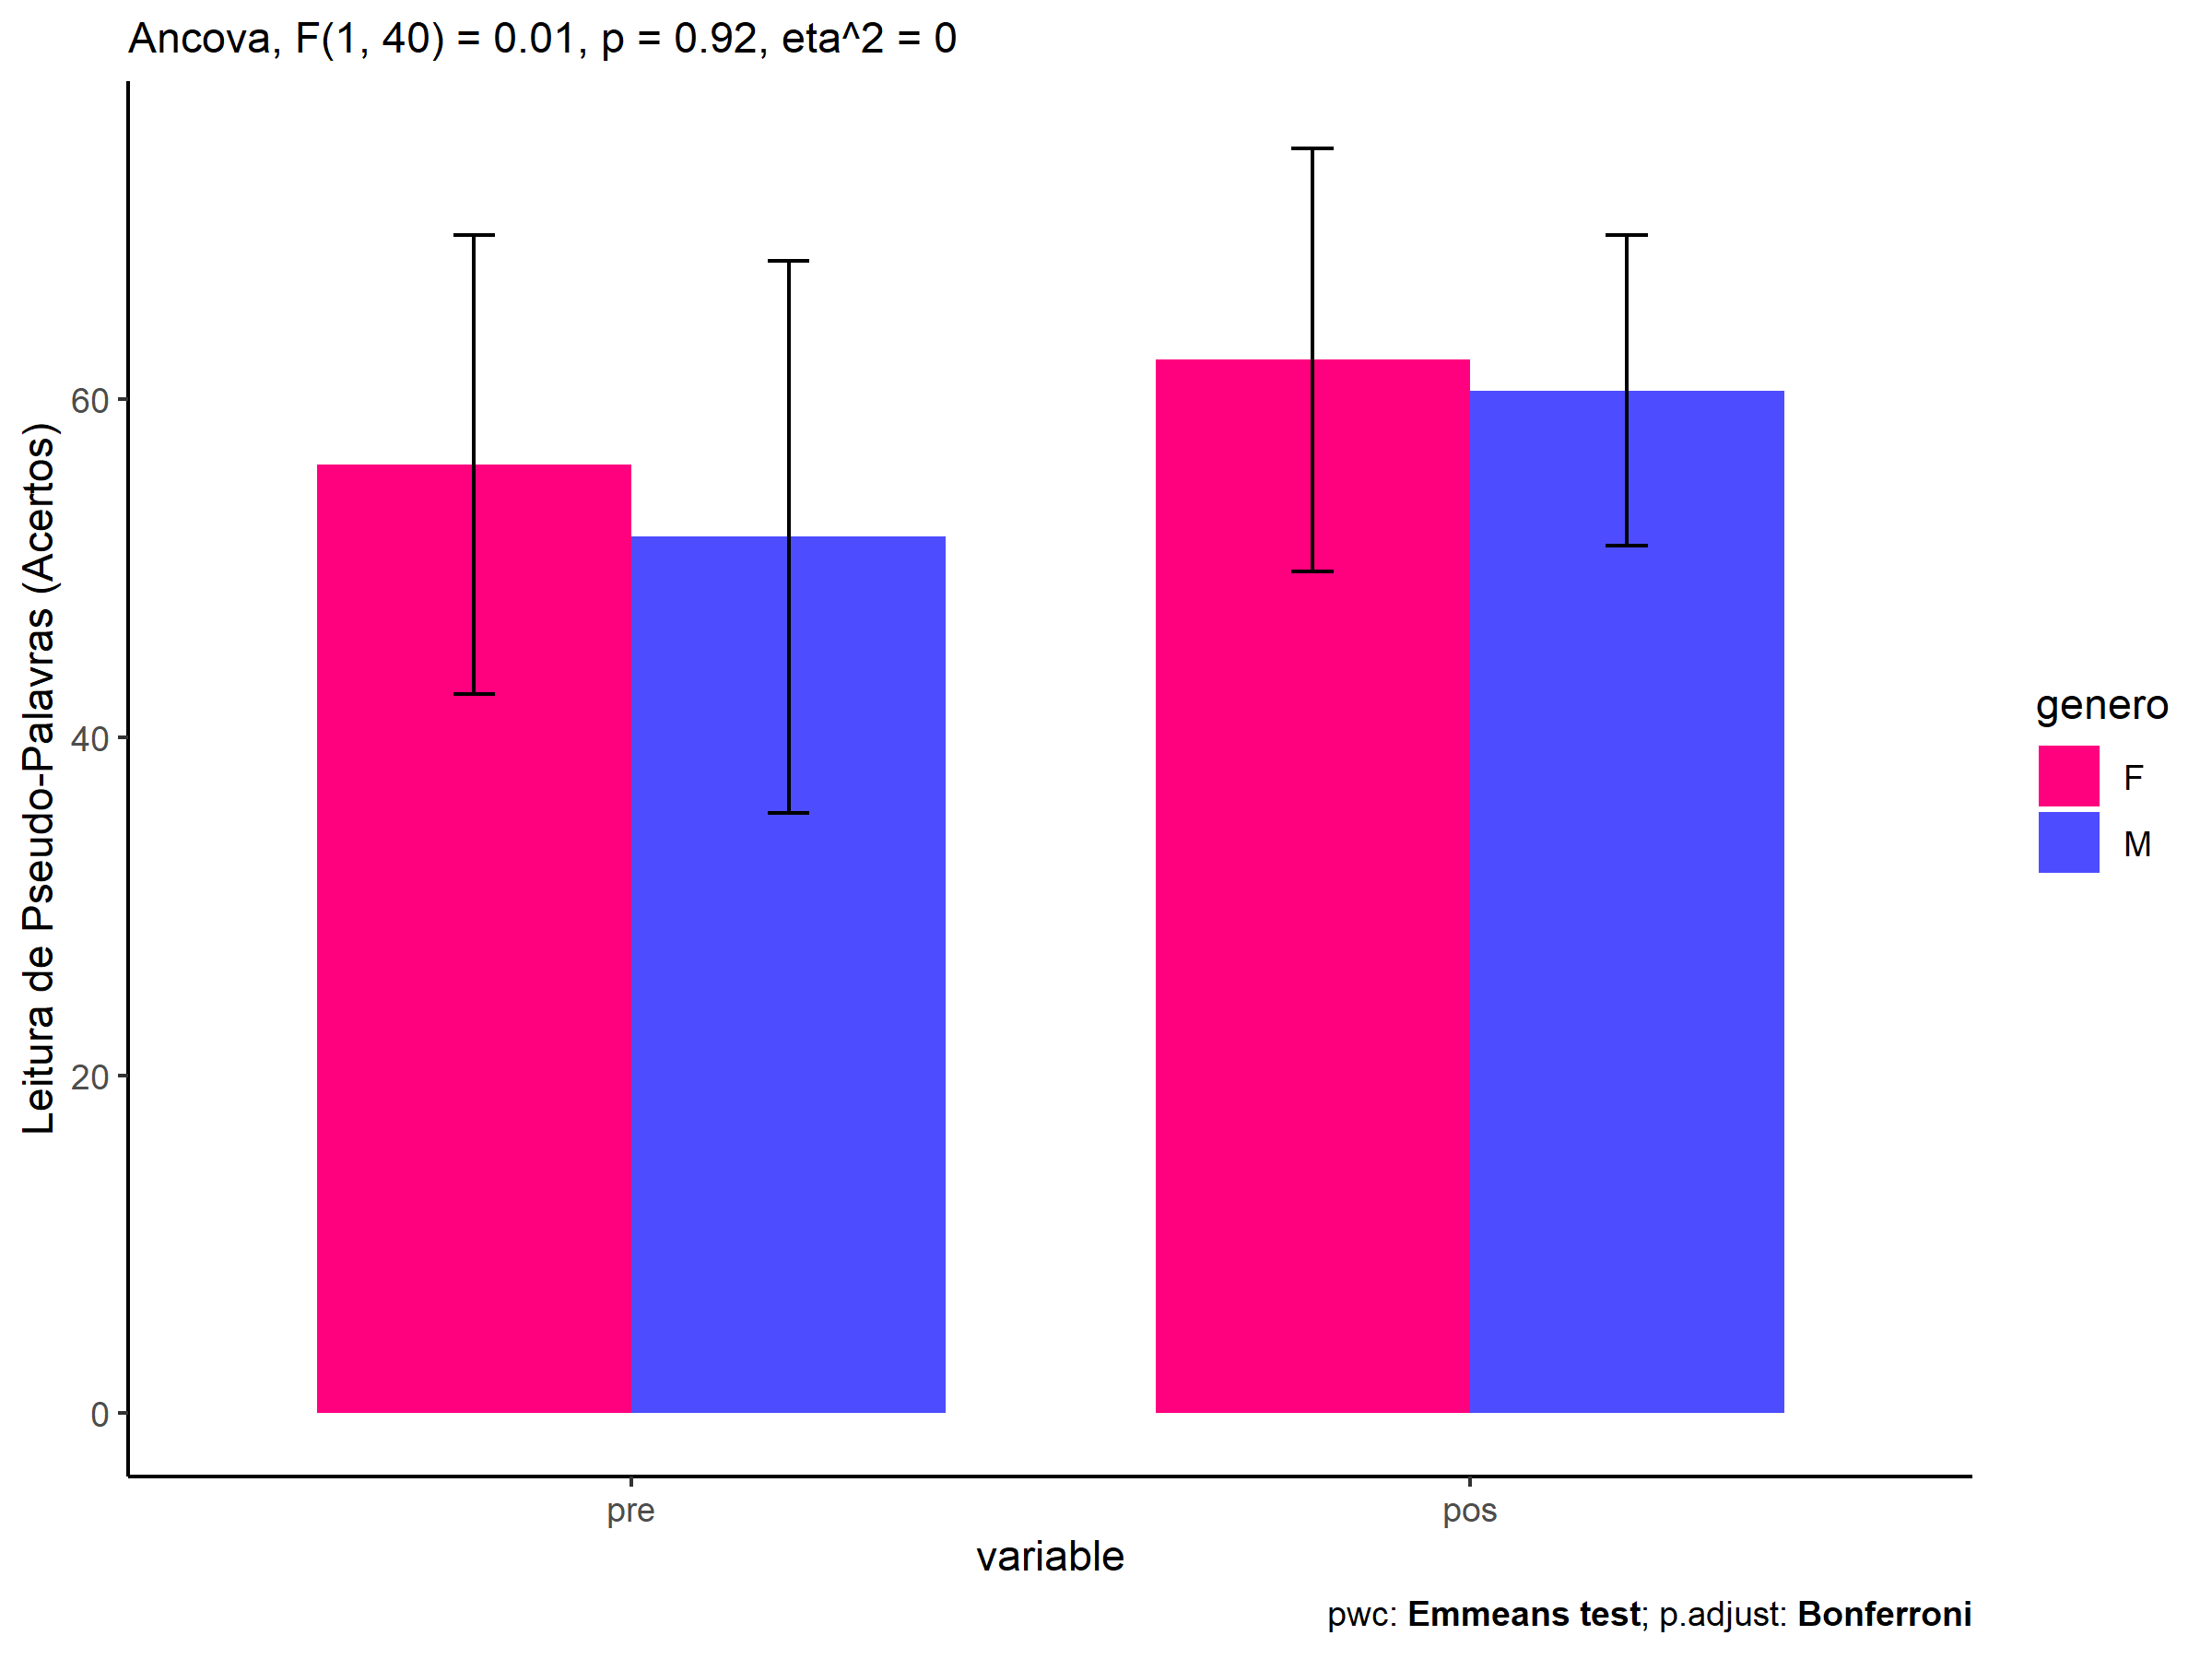 Ancova, F(1, 40) = 0.01, p = 0.92, eta^2 = 0
Leitura de Pseudo-Palavras (Acertos)
60
40
20
0
pre
pos
variable
genero
F
M
pwc: Emmeans test; p.adjust: Bonferroni